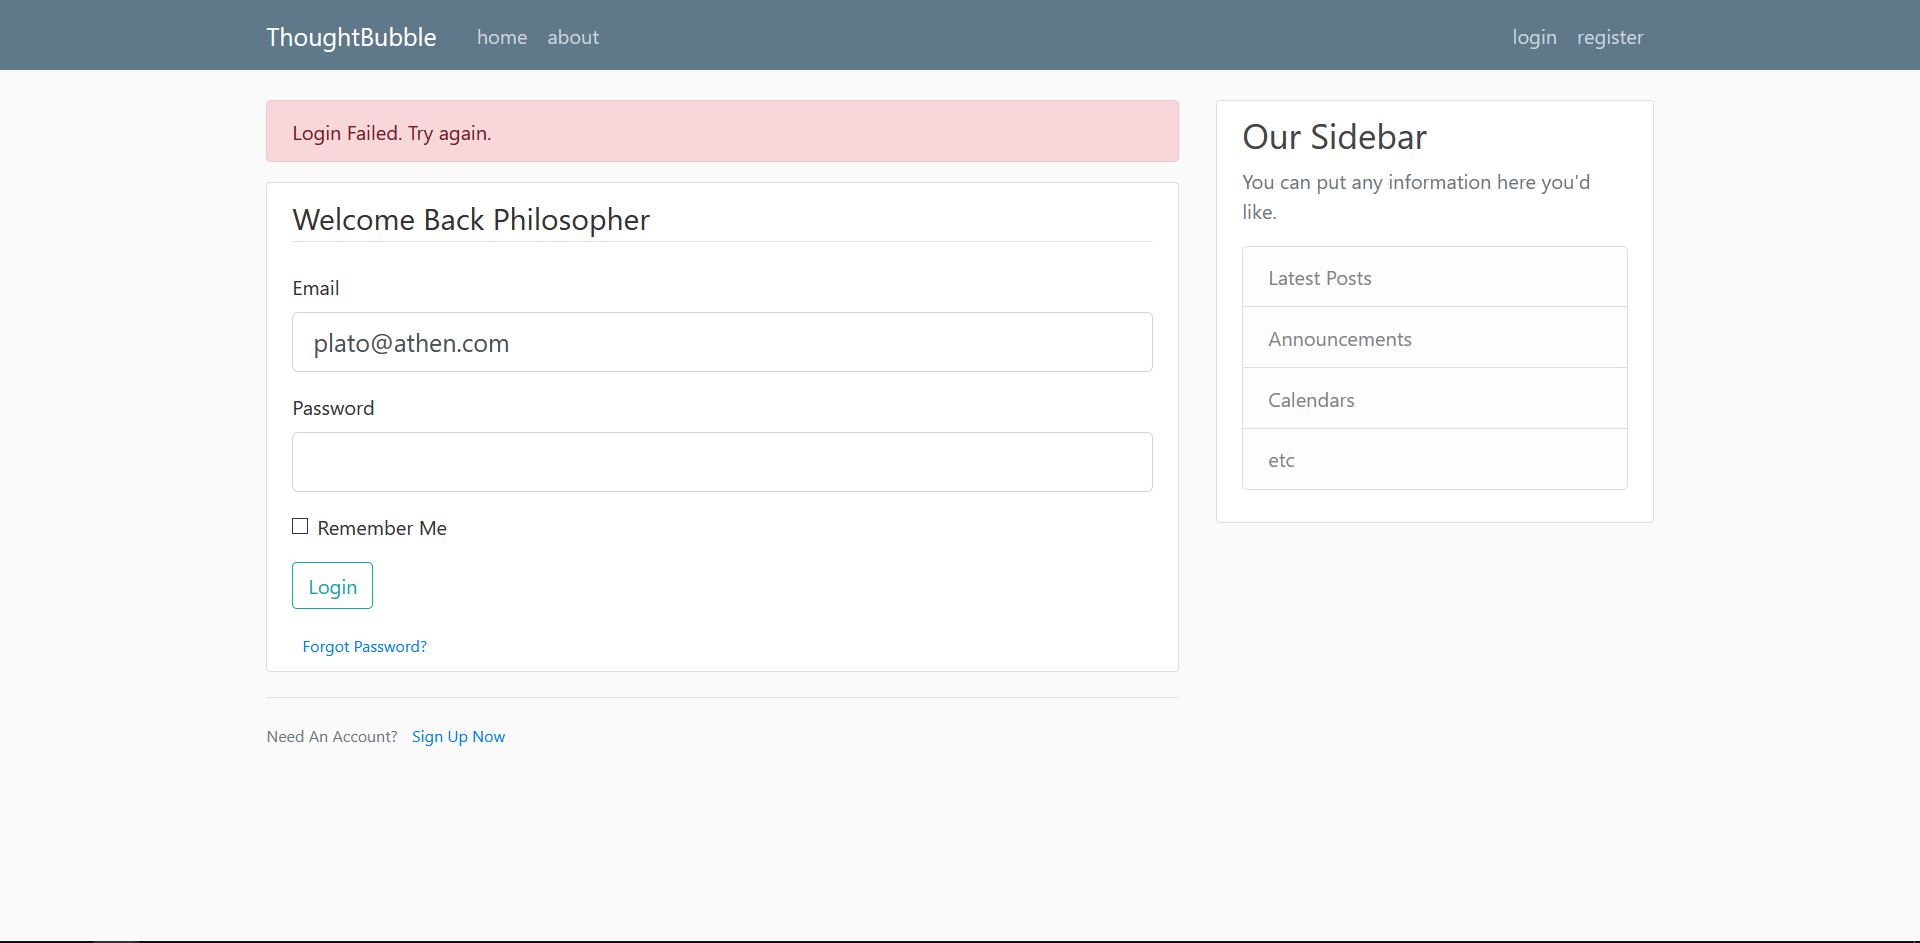 ThoughtBubble home about login register
Login Failed. Try again.
Welcome Back Philosopher
Email
plato@athen.com
Password
Remember Me
Login
Forgot Password?
Need An Account? Sign Up Now
Our Sidebar
You can put any information here you'd
like.
Latest Posts
Announcements
Calendars
etc